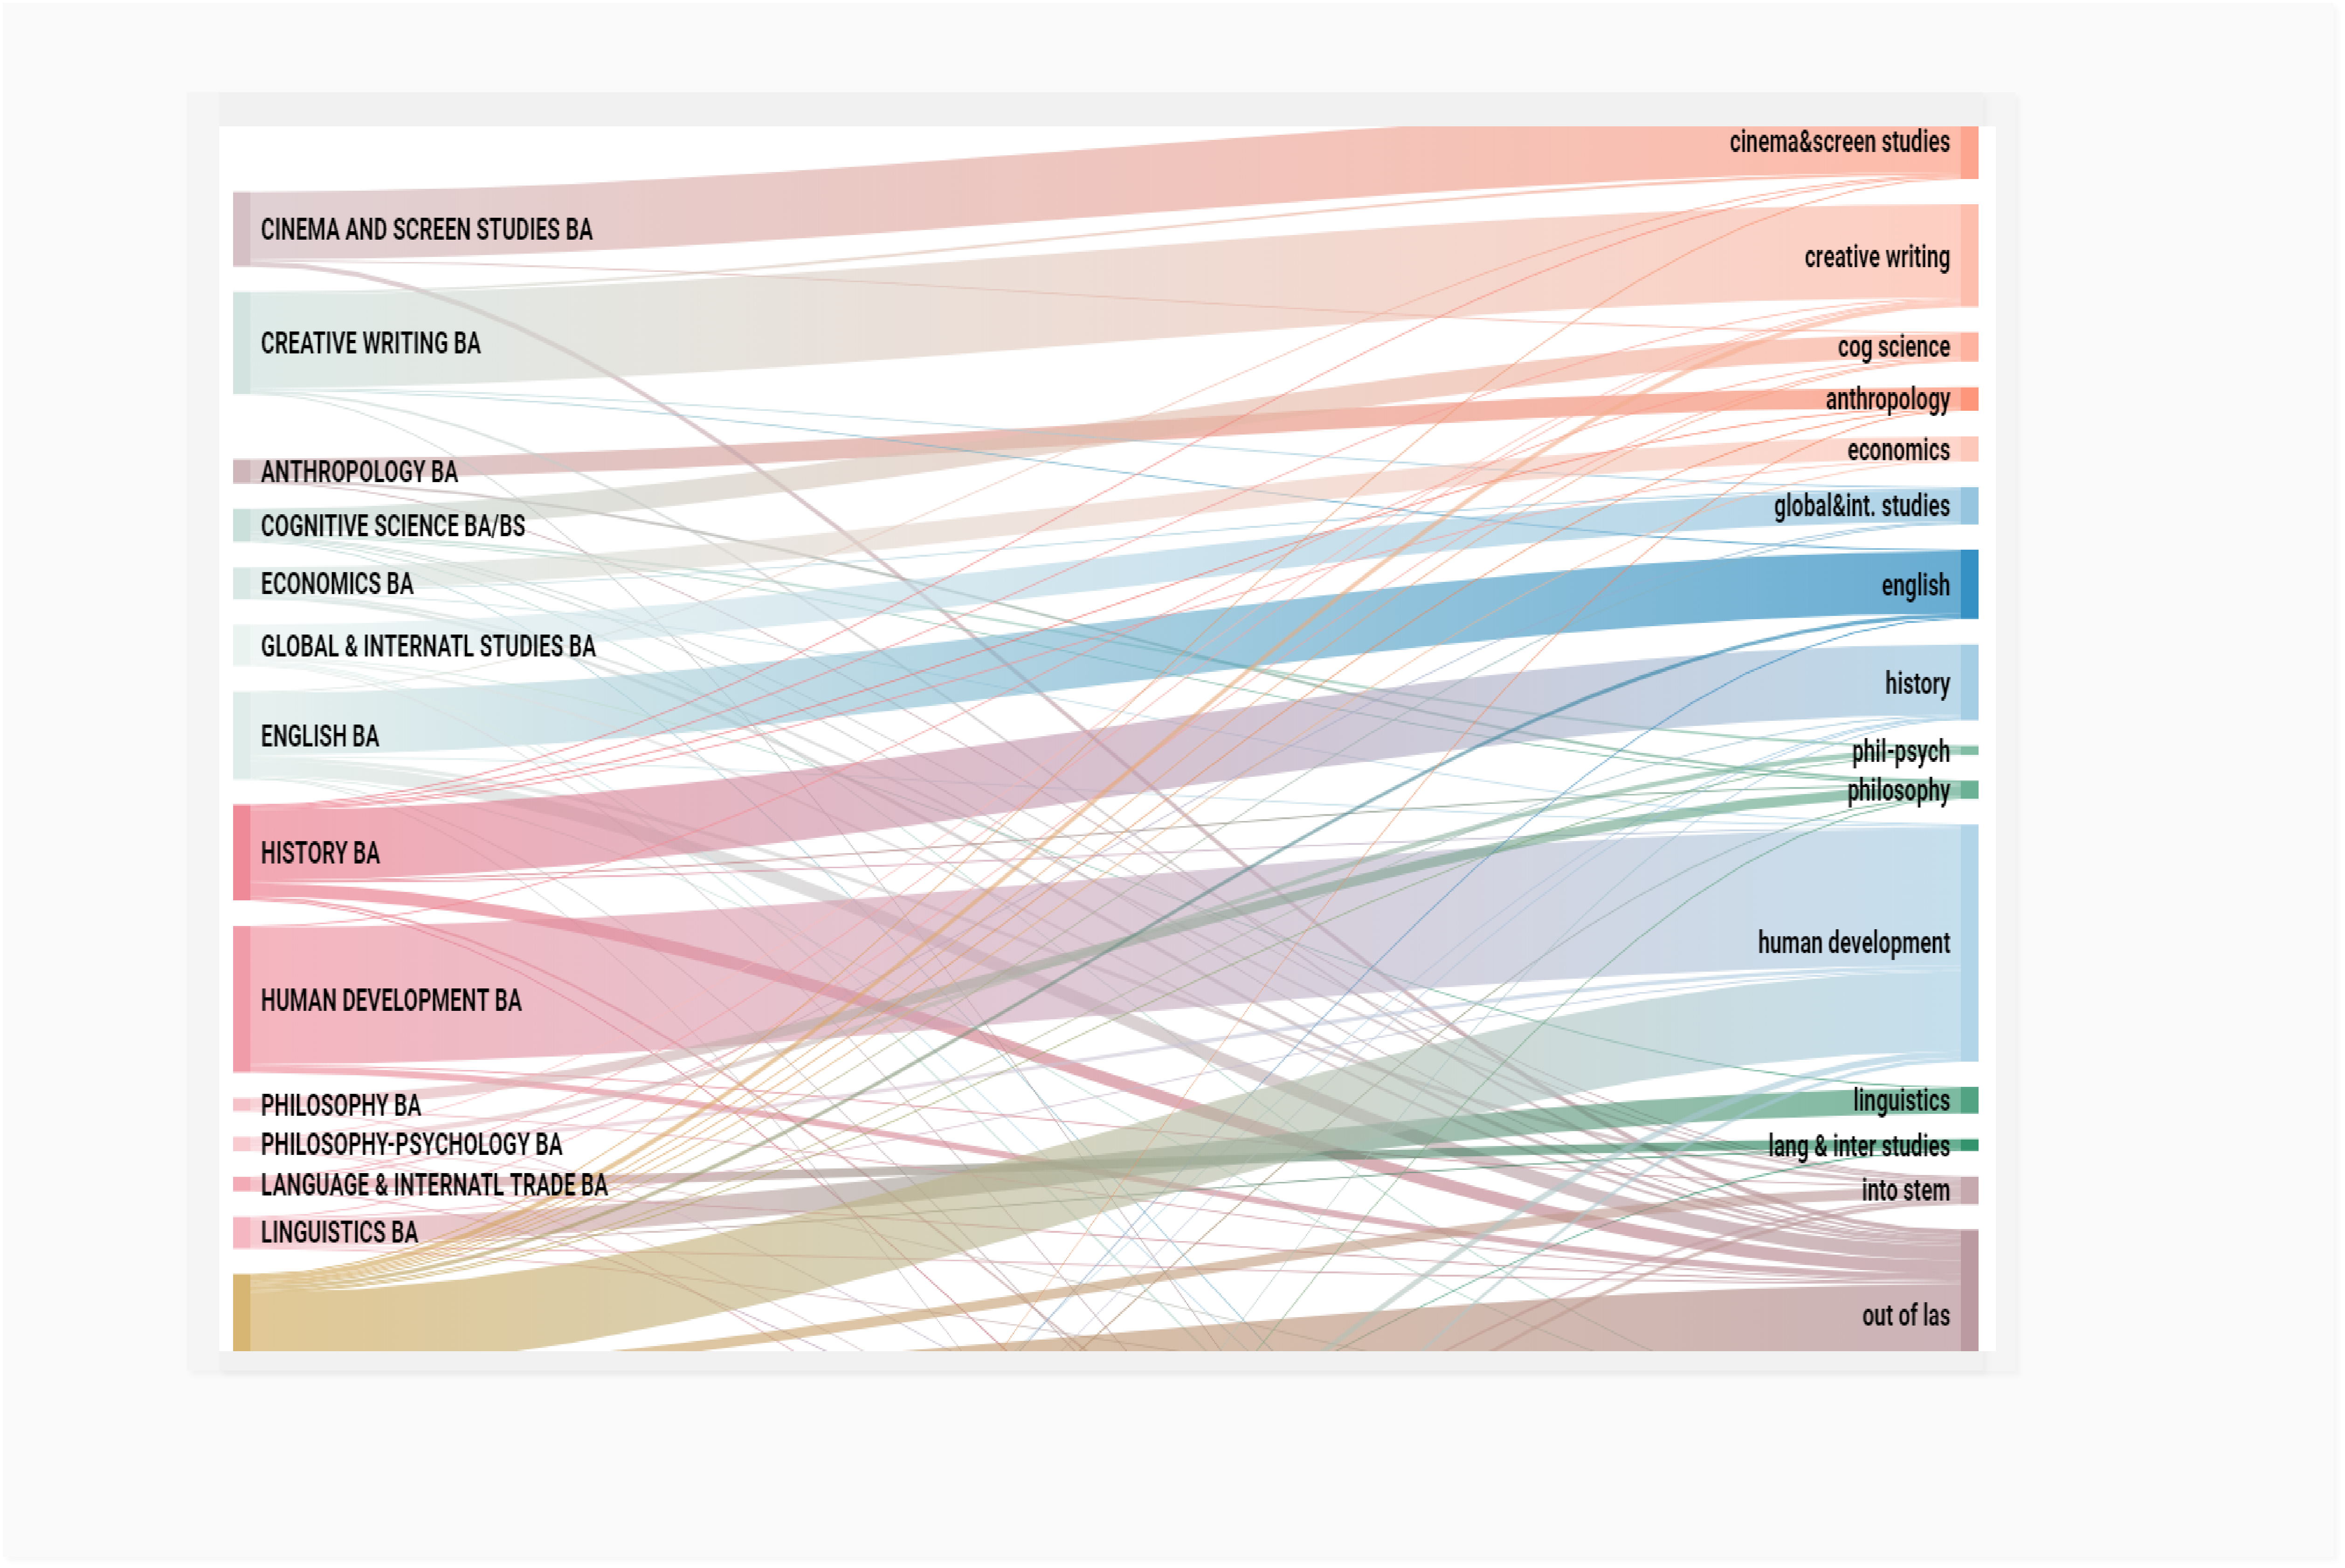 CINEMA AND SCREEN STUDIES BA
CREATIVE WRITING BA
ANTHROPOLOGY BA
COGNITIVE SCIENCE BA/BS
ECONOMICS BA
GLOBAL & INTERNATL STUDIES BA
ENGLISH BA
HISTORY BA
HUMAN DEVELOPMENT BA
PHILOSOPHY BA
PHILOSOPHY-PSYCHOLOGY BA
LANGUAGE & INTERNATL TRADE BA
LINGUISTICS BA
cinema&screen studies
creative writing
cog science
anthropology
economics
global&int. studies
english
history
phil-psych
philosophy
human development
linguistics
lang & inter studies
into stem
out of las